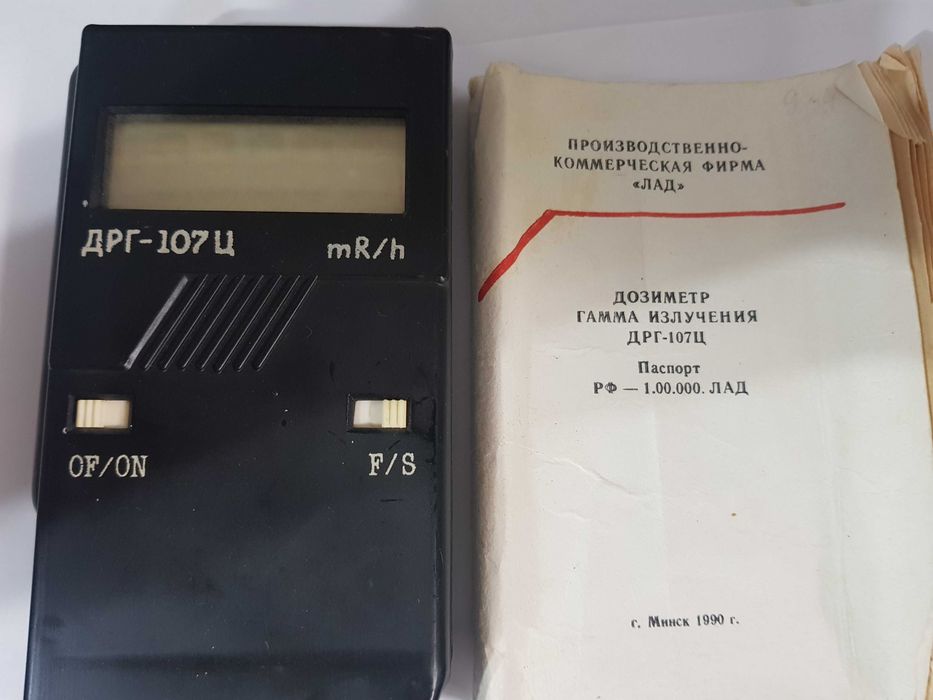 ДРГ-107Ц mR/h
OF/ON F/S
ПРОИЗВОДСТВЕННО-
КОММЕРЧЕСКАЯ ФИРМА
«ЛАД»
ДОЗИМЕТР
ГАММА ИЗЛУЧЕНИЯ
ДРГ-107Ц
Паспорт
РФ — 1.00.000. ЛАД
г. Минск 1990 г.